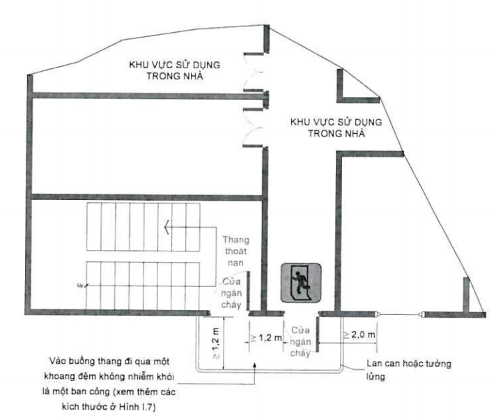 KHU VỰC SỬ DỤNG
TRONG NHÀ
KHU VỰC SỬ DỤNG
TRONG NHÀ
Thang
thoát
nạn
Cửa
ngăn
cháy
≥ 1,2 m
≥ 1,2 m
Cửa
ngăn
cháy
≥ 2,0 m
Vào buồng thang đi qua một
khoang đệm không nhiễm khói
là một ban công (xem thêm các
kích thước ở Hình I.7)
Lan can hoặc tường
lửng